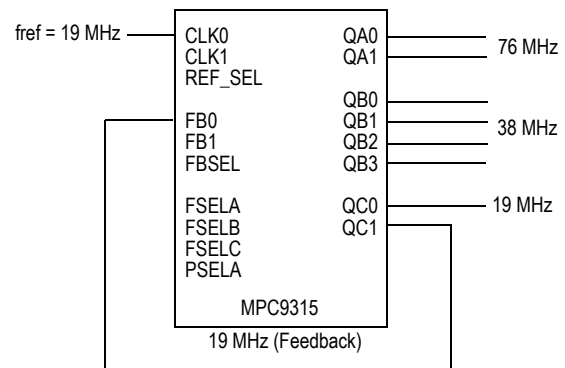 fref = 19 MHz
CLK0
CLK1
REF_SEL
FB0
FB1
FBSEL
FSELA
FSELB
FSELC
PSELA
QA0
QA1
QB0
QB1
QB2
QB3
QC0
QC1
76 MHz
38 MHz
19 MHz
MPC9315
19 MHz (Feedback)